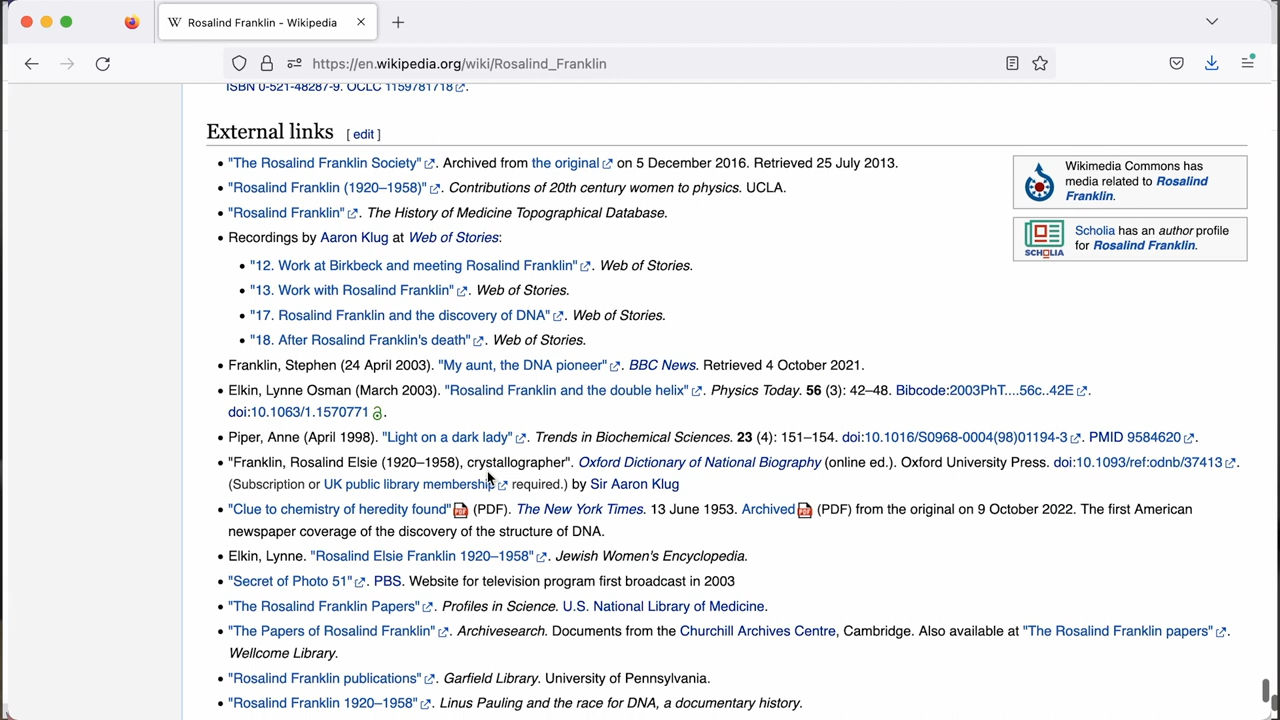 Rosalind Franklin - Wikipedia
https://en.wikipedia.org/wiki/Rosalind_Franklin
ISBN 0-521-48287-9. OCLC 1159781718.
External links [ edit ]
"The Rosalind Franklin Society". Archived from the original on 5 December 2016. Retrieved 25 July 2013.
"Rosalind Franklin (1920–1958)". Contributions of 20th century women to physics. UCLA.
"Rosalind Franklin". The History of Medicine Topographical Database.
Recordings by Aaron Klug at Web of Stories:
"12. Work at Birkbeck and meeting Rosalind Franklin". Web of Stories.
"13. Work with Rosalind Franklin". Web of Stories.
"17. Rosalind Franklin and the discovery of DNA". Web of Stories.
"18. After Rosalind Franklin's death". Web of Stories.
Franklin, Stephen (24 April 2003). "My aunt, the DNA pioneer". BBC News. Retrieved 4 October 2021.
Elkin, Lynne Osman (March 2003). "Rosalind Franklin and the double helix". Physics Today. 56 (3): 42–48. Bibcode:2003PhT....56c..42E.
doi:10.1063/1.1570771.
Piper, Anne (April 1998). "Light on a dark lady". Trends in Biochemical Sciences. 23 (4): 151–154. doi:10.1016/S0968-0004(98)01194-3. PMID 9584620.
"Franklin, Rosalind Elsie (1920–1958), crystallographer". Oxford Dictionary of National Biography (online ed.). Oxford University Press. doi:10.1093/ref:odnb/37413.
(Subscription or UK public library membership required.) by Sir Aaron Klug
"Clue to chemistry of heredity found" (PDF). The New York Times. 13 June 1953. Archived (PDF) from the original on 9 October 2022. The first American
newspaper coverage of the discovery of the structure of DNA.
Elkin, Lynne. "Rosalind Elsie Franklin 1920–1958". Jewish Women's Encyclopedia.
"Secret of Photo 51". PBS. Website for television program first broadcast in 2003
"The Rosalind Franklin Papers". Profiles in Science. U.S. National Library of Medicine.
"The Papers of Rosalind Franklin". Archivesearch. Documents from the Churchill Archives Centre, Cambridge. Also available at "The Rosalind Franklin papers".
Wellcome Library.
"Rosalind Franklin publications". Garfield Library. University of Pennsylvania.
"Rosalind Franklin 1920–1958". Linus Pauling and the race for DNA, a documentary history.
Wikimedia Commons has
media related to Rosalind
Franklin.
SCHOLIA
Scholia has an author profile
for Rosalind Franklin.